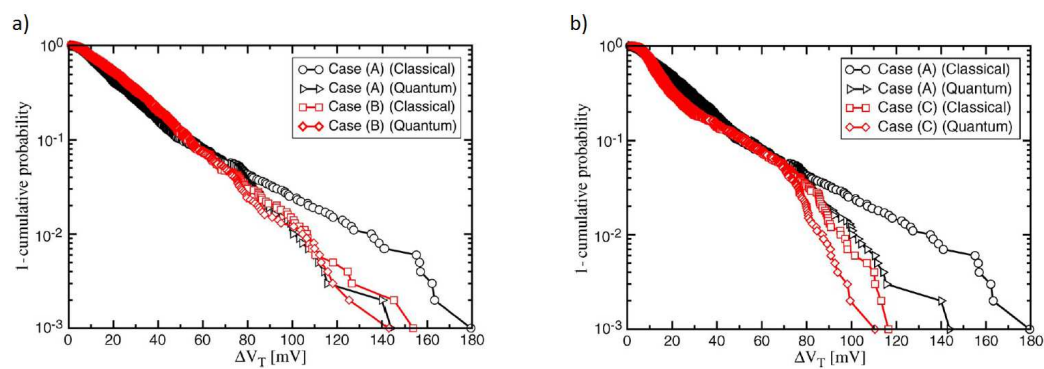 a)
10^0
10^-1
10^-2
10^-3
1-cumulative probability
Case (A) (Classical)
Case (A) (Quantum)
Case (B) (Classical)
Case (B) (Quantum)
0 20 40 60 80 100 120 140 160 180
ΔV_T [mV]
b)
10^0
10^-1
10^-2
10^-3
1-cumulative probability
Case (A) (Classical)
Case (A) (Quantum)
Case (C) (Classical)
Case (C) (Quantum)
0 20 40 60 80 100 120 140 160 180
ΔV_T [mV]